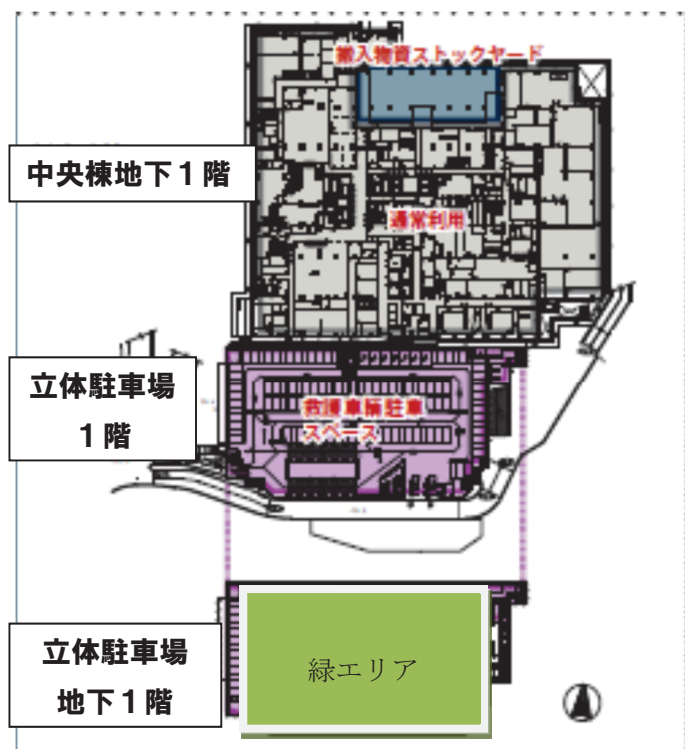 搬入物資ストックヤード
中央棟地下1階
通常利用
立体駐車場
1階
救護車輛駐車
スペース
立体駐車場
地下1階
緑エリア